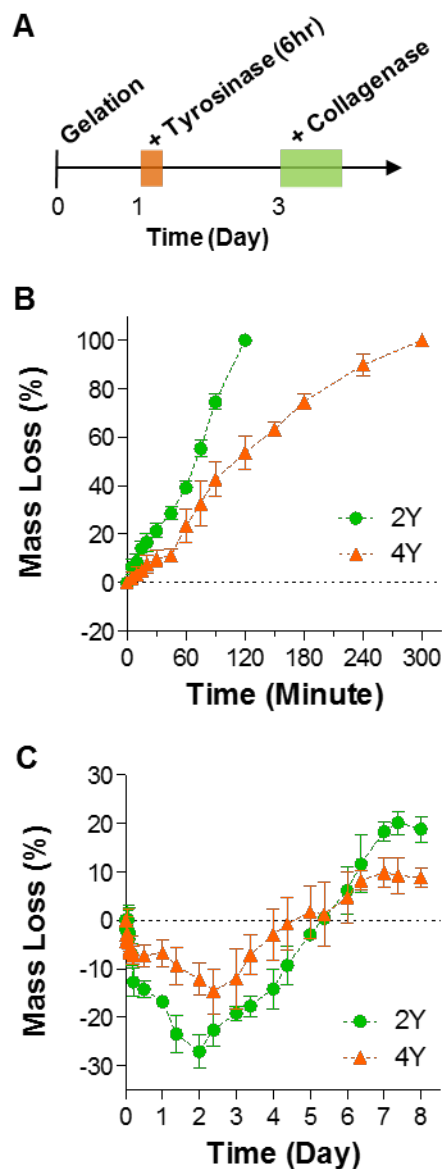 A
Gelation
+ Tyrosinase (6hr)
+ Collagenase
0 1 3
Time (Day)
B
100
80
60
40
20
0
-20
Mass Loss (%)
2Y
4Y
0 60 120 180 240 300
Time (Minute)
C
30
20
10
0
-10
-20
-30
Mass Loss (%)
2Y
4Y
0 1 2 3 4 5 6 7 8
Time (Day)